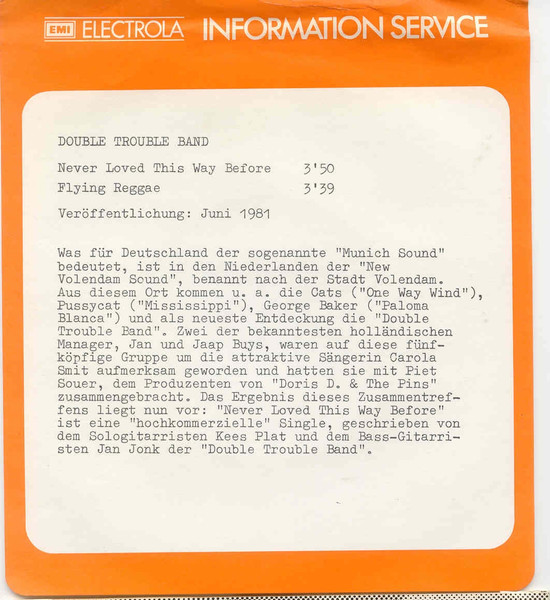 EMI ELECTROLA INFORMATION SERVICE
DOUBLE TROUBLE BAND
Never Loved This Way Before 3'50
Flying Reggae 3'39
Veröffentlichung: Juni 1981
Was für Deutschland der sogenannte "Munich Sound"
bedeutet, ist in den Niederlanden der "New
Volendam Sound", benannt nach der Stadt Volendam.
Aus diesem Ort kommen u. a. die Cats ("One Way Wind"),
Pussycat ("Mississippi"), George Baker ("Paloma
Blanca") und als neueste Entdeckung die "Double
Trouble Band". Zwei der bekanntesten holländischen
Manager, Jan und Jaap Buys, waren auf diese fünf-
köpfige Gruppe um die attraktive Sängerin Carola
Smit aufmerksam geworden und hatten sie mit Piet
Souer, dem Produzenten von "Doris D. & The Pins"
zusammengebracht. Das Ergebnis dieses Zusammentref-
fens liegt nun vor: "Never Loved This Way Before"
ist eine "hochkommerzielle" Single, geschrieben von
dem Sologitarristen Kees Plat und dem Bass-Gitarri-
sten Jan Jonk der "Double Trouble Band".